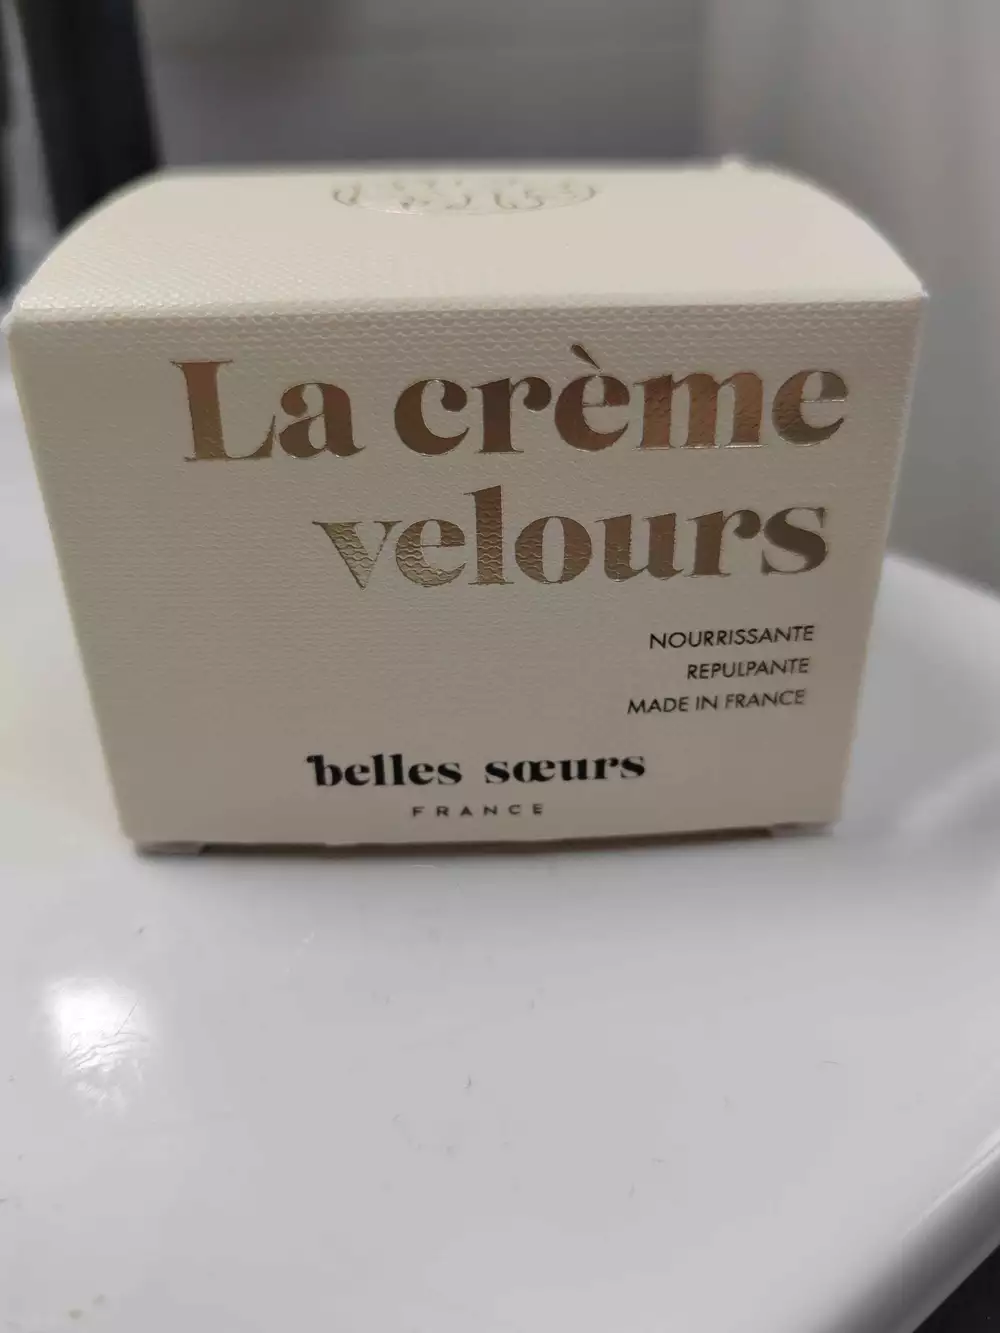 La crème
velours
NOURRISSANTE
REPULPANTE
MADE IN FRANCE
belles sœurs
FRANCE